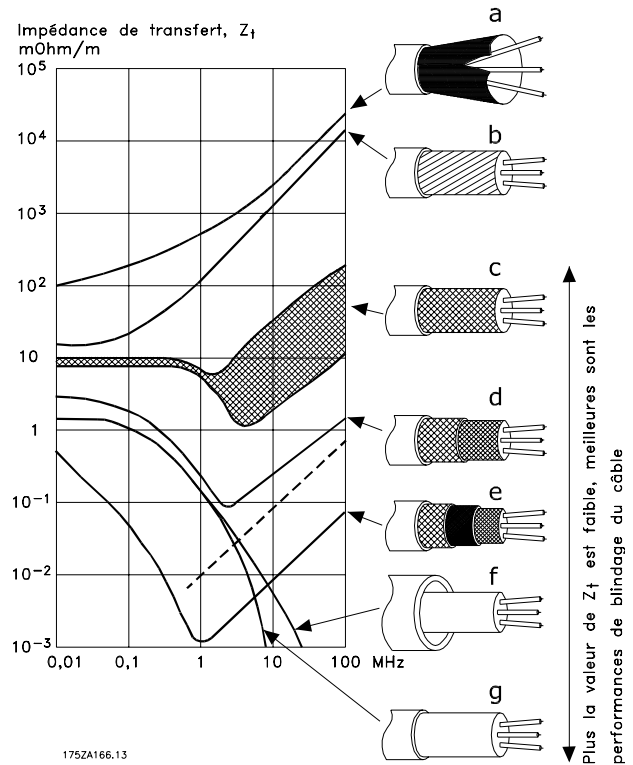 Impédance de transfert, Zt
mOhm/m
a
10⁵
10⁴
b
10³
c
10²
10
d
1
e
10⁻¹
f
10⁻²
10⁻³
0,01 0,1 1 10 100 MHz
g
175ZA166.13
Plus la valeur de Zt est faible, meilleures sont les
performances de blindage du câble